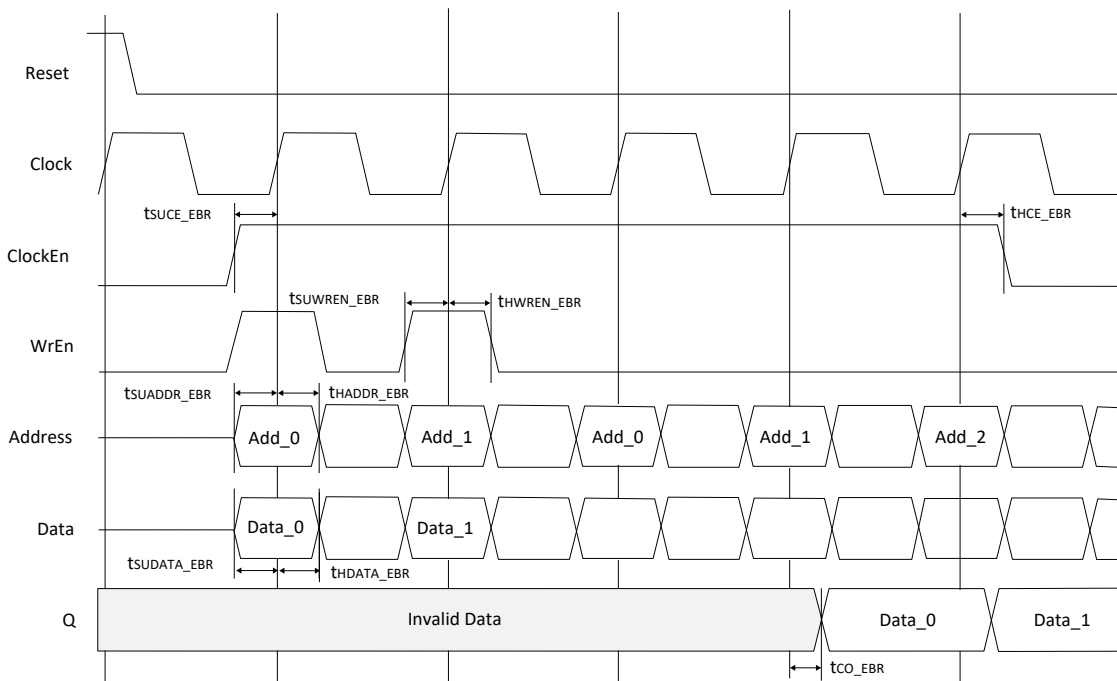 Reset
Clock
tSUCE_EBR
tHCE_EBR
ClockEn
tSUWREN_EBR
tHWREN_EBR
WrEn
tSUADDR_EBR
tHADDR_EBR
Address
Add_0
Add_1
Add_0
Add_1
Add_2
Data
Data_0
Data_1
tSUDATA_EBR
tHDATA_EBR
Q
Invalid Data
Data_0
Data_1
tCO_EBR